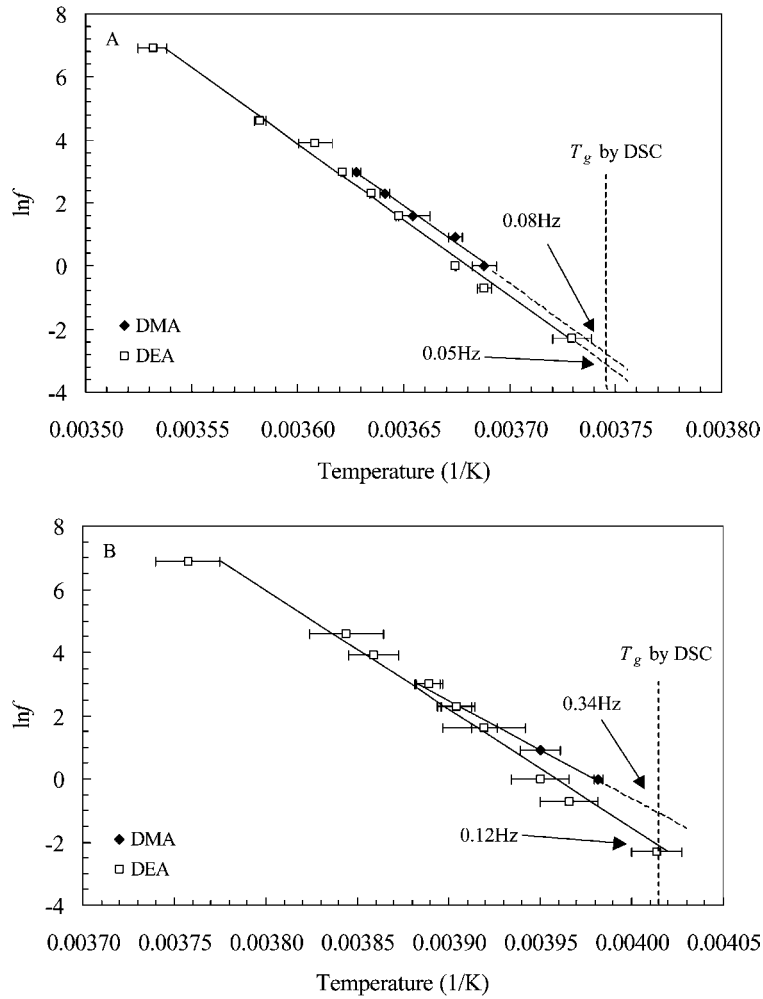 8
A
6
4
Tg by DSC
2
0.08Hz
lnf
0
DMA
-2
DEA
0.05Hz
-4
0.00350 0.00355 0.00360 0.00365 0.00370 0.00375 0.00380
Temperature (1/K)
8
B
6
4
Tg by DSC
0.34Hz
2
lnf
0
DMA
0.12Hz
-2
DEA
-4
0.00370 0.00375 0.00380 0.00385 0.00390 0.00395 0.00400 0.00405
Temperature (1/K)